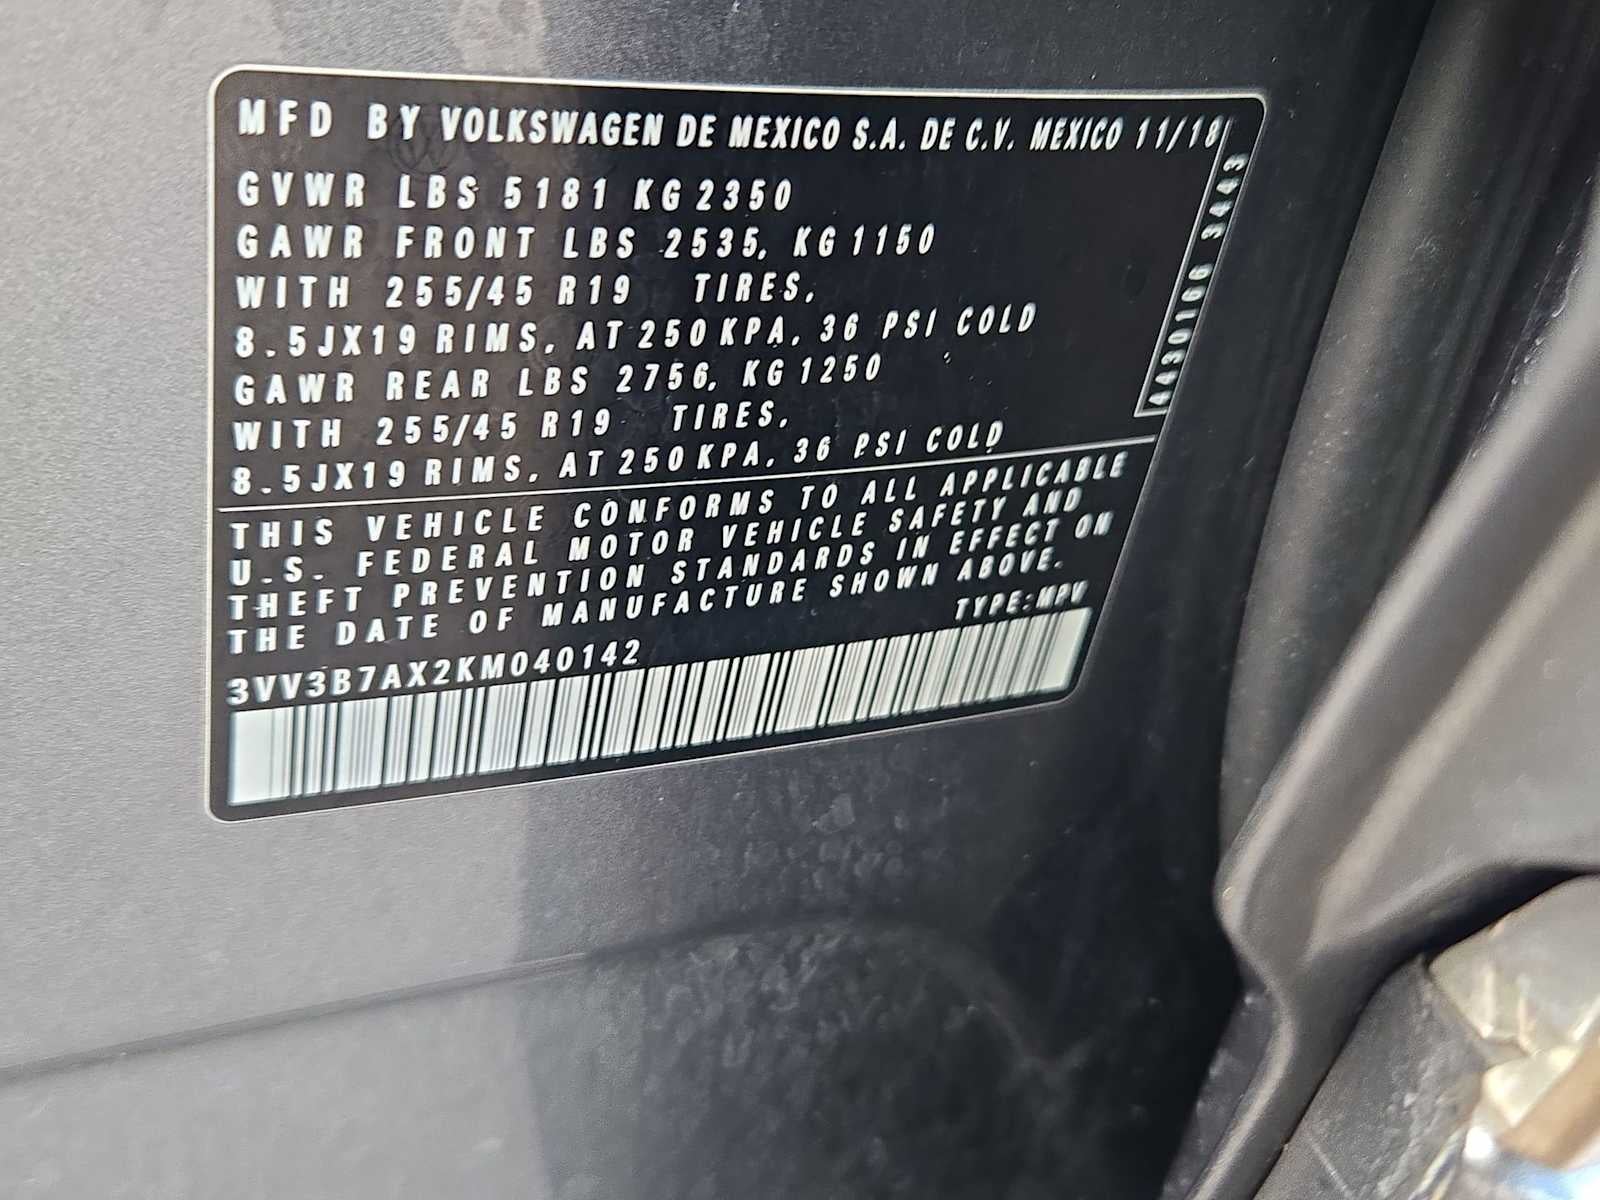 MFD BY VOLKSWAGEN DE MEXICO S.A. DE C.V. MEXICO 11/18
GVWR LBS 5181 KG 2350
GAWR FRONT LBS 2535, KG 1150
WITH 255/45 R19 TIRES,
8.5JX19 RIMS, AT 250 KPA, 36 PSI COLD
GAWR REAR LBS 2756, KG 1250
WITH 255/45 R19 TIRES,
8.5JX19 RIMS, AT 250 KPA, 36 PSI COLD
THIS VEHICLE CONFORMS TO ALL APPLICABLE
U.S. FEDERAL MOTOR VEHICLE SAFETY AND
THEFT PREVENTION STANDARDS IN EFFECT ON
THE DATE OF MANUFACTURE SHOWN ABOVE.
TYPE:MPV
3VV3B7AX2KM040142
4430166 3443